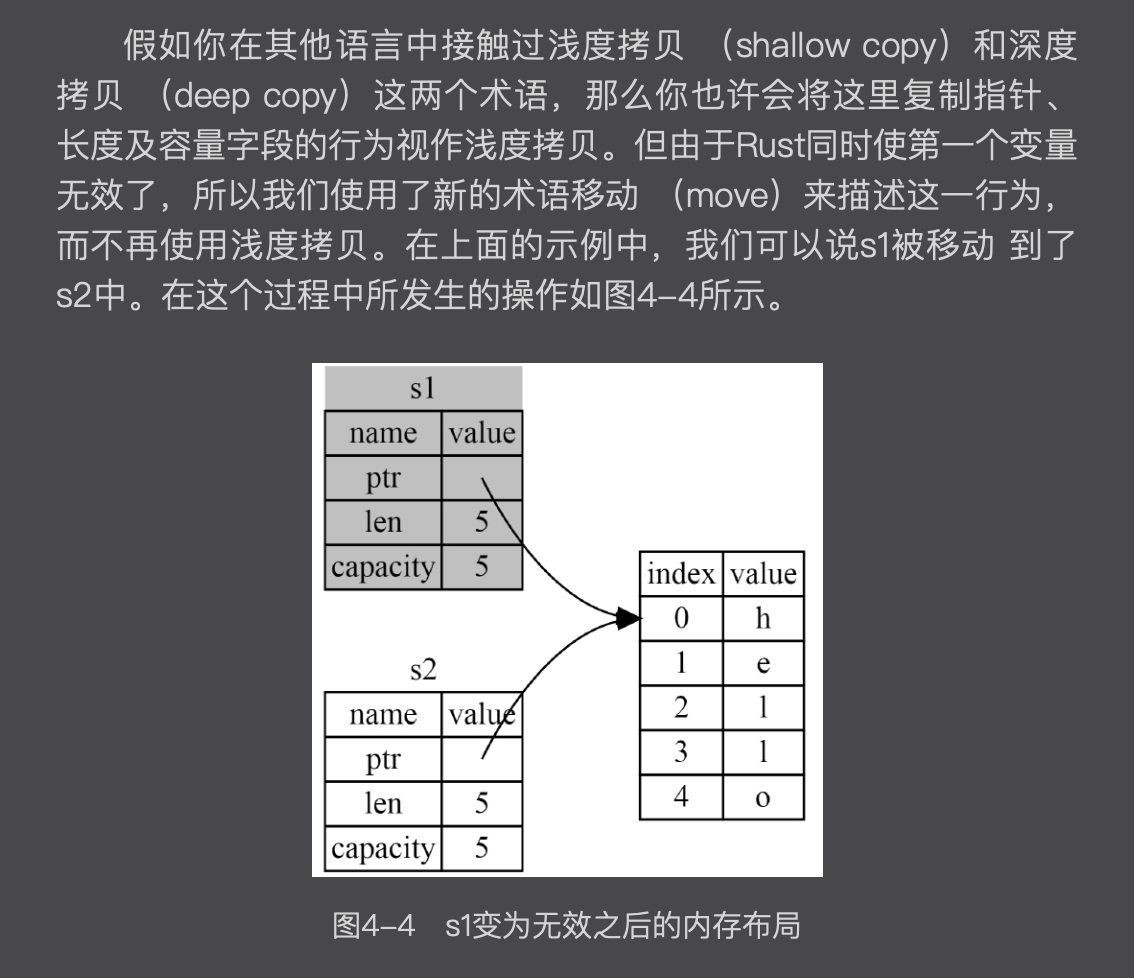 假如你在其他语言中接触过浅度拷贝 （shallow copy）和深度
拷贝 （deep copy）这两个术语，那么你也许会将这里复制指针、
长度及容量字段的行为视作浅度拷贝。但由于Rust同时使第一个变量
无效了，所以我们使用了新的术语移动 （move）来描述这一行为，
而不再使用浅度拷贝。在上面的示例中，我们可以说s1被移动 到了
s2中。在这个过程中所发生的操作如图4-4所示。
s1
name value
ptr
len 5
capacity 5
s2
name value
ptr
len 5
capacity 5
index value
0 h
1 e
2 l
3 l
4 o
图4-4 s1变为无效之后的内存布局